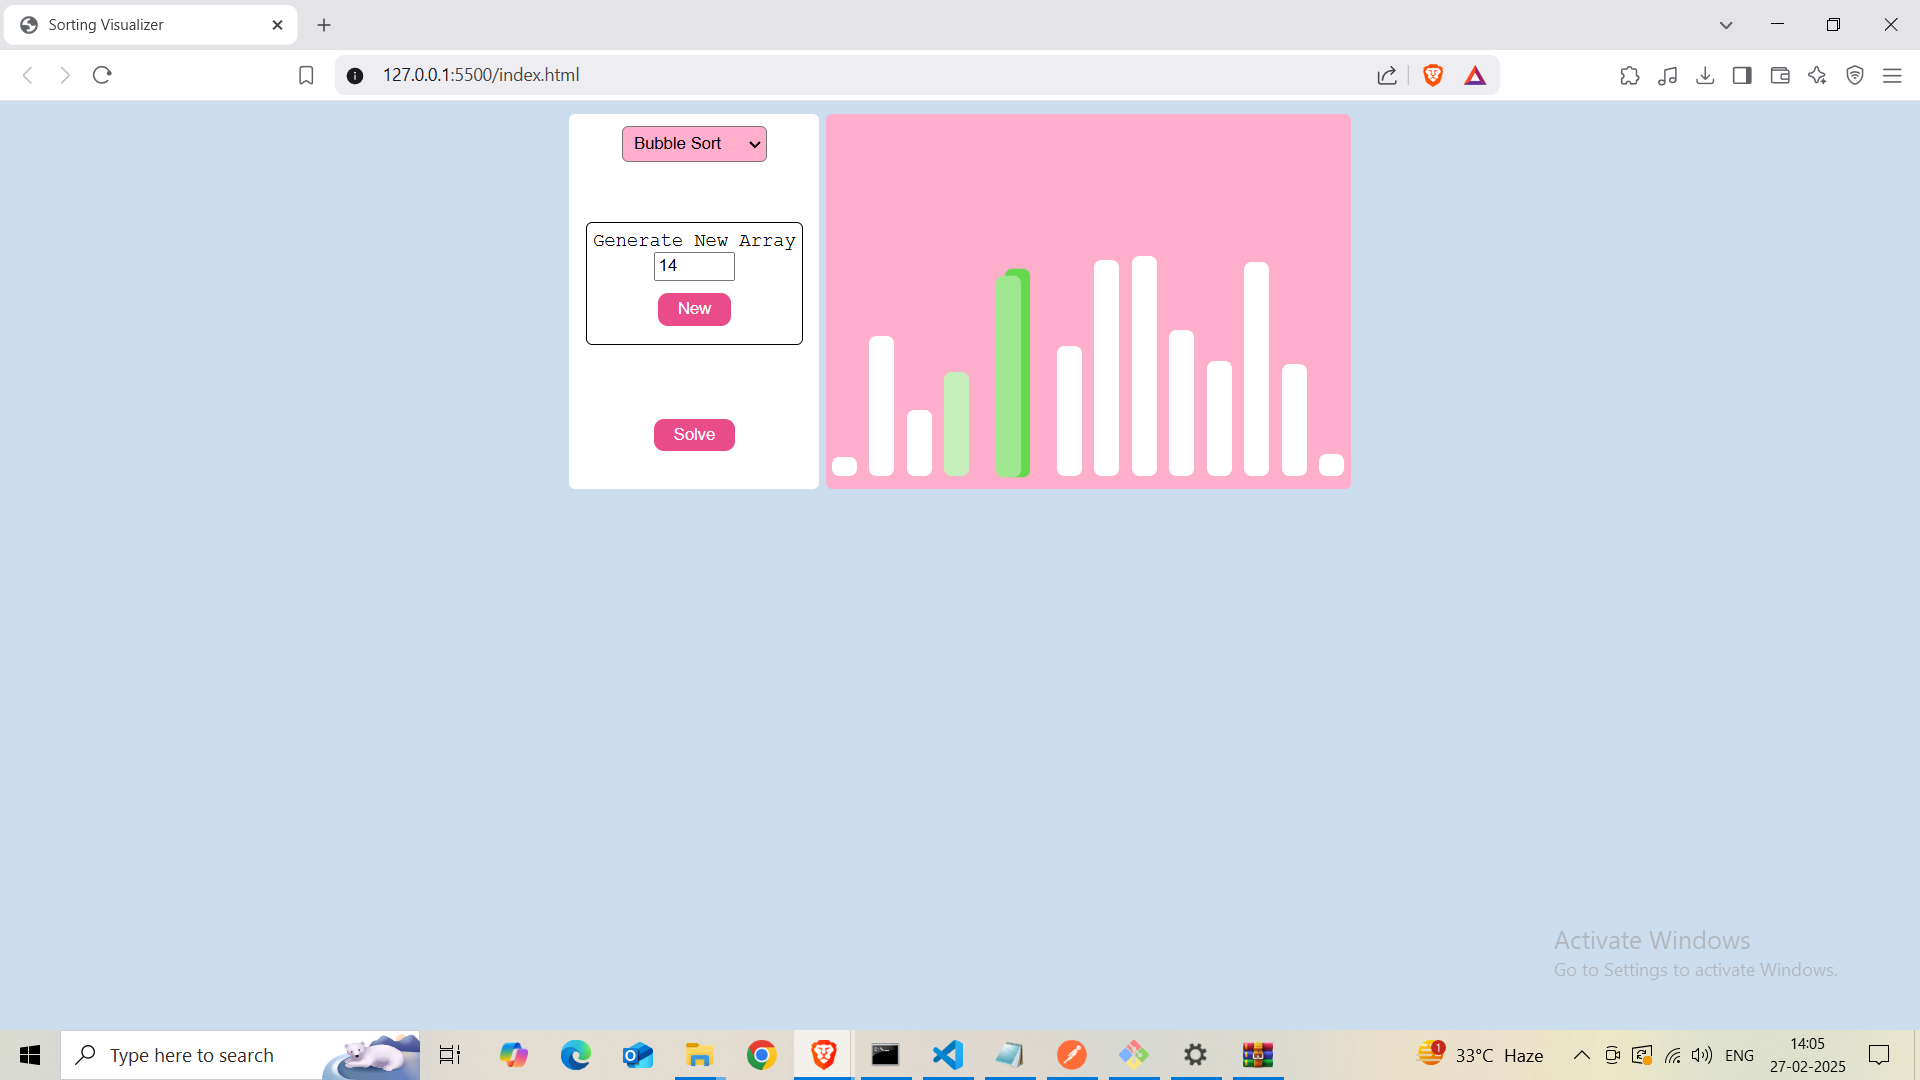 Sorting Visualizer
127.0.0.1:5500/index.html
Bubble Sort
Generate New Array
14
New
Solve
Activate Windows
Go to Settings to activate Windows.
Type here to search
1
33°C Haze
ENG
14:05
27-02-2025